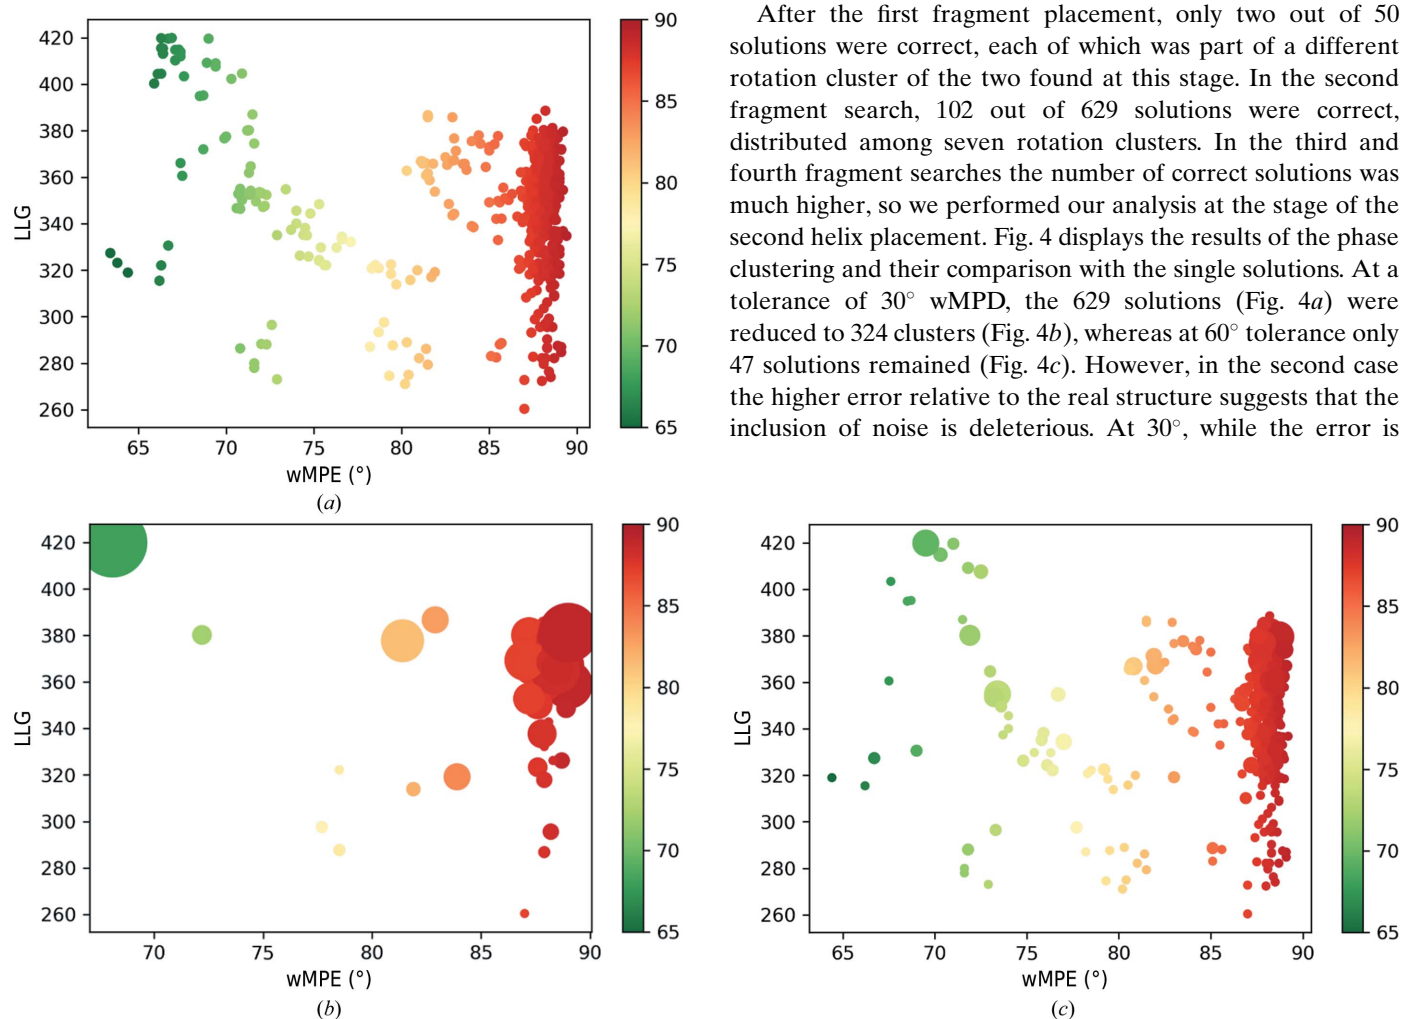 After the first fragment placement, only two out of 50
solutions were correct, each of which was part of a different
rotation cluster of the two found at this stage. In the second
fragment search, 102 out of 629 solutions were correct,
distributed among seven rotation clusters. In the third and
fourth fragment searches the number of correct solutions was
much higher, so we performed our analysis at the stage of the
second helix placement. Fig. 4 displays the results of the phase
clustering and their comparison with the single solutions. At a
tolerance of 30° wMPD, the 629 solutions (Fig. 4a) were
reduced to 324 clusters (Fig. 4b), whereas at 60° tolerance only
47 solutions remained (Fig. 4c). However, in the second case
the higher error relative to the real structure suggests that the
inclusion of noise is deleterious. At 30°, while the error is
420
400
380
360
340
320
300
280
260
LLG
65 70 75 80 85 90
wMPE (°)
90
85
80
75
70
65
(a)
420
400
380
360
340
320
300
280
260
LLG
70 75 80 85 90
wMPE (°)
90
85
80
75
70
65
(b)
420
400
380
360
340
320
300
280
260
LLG
65 70 75 80 85 90
wMPE (°)
90
85
80
75
70
65
(c)